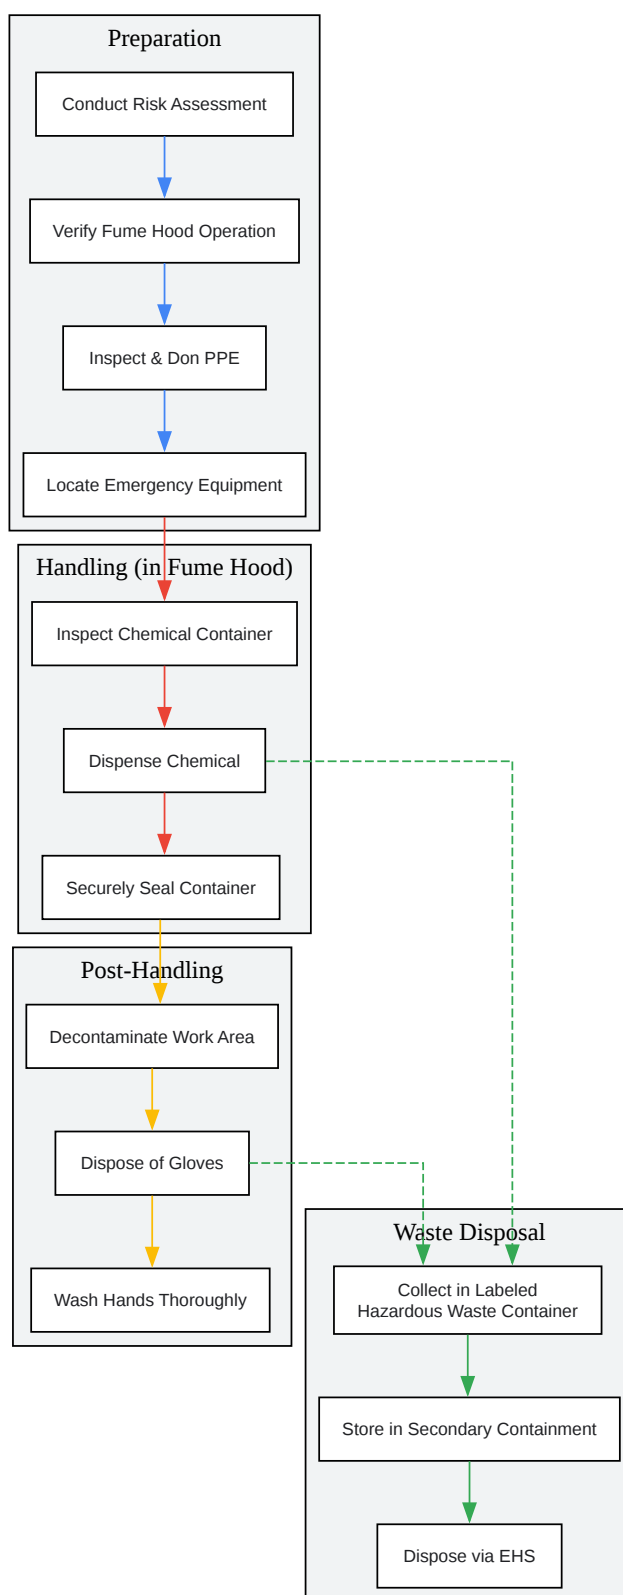 Preparation
Conduct Risk Assessment
Verify Fume Hood Operation
Inspect & Don PPE
Locate Emergency Equipment
Handling (in Fume Hood)
Inspect Chemical Container
Dispense Chemical
Securely Seal Container
Post-Handling
Decontaminate Work Area
Dispose of Gloves
Wash Hands Thoroughly
Waste Disposal
Collect in Labeled
Hazardous Waste Container
Store in Secondary Containment
Dispose via EHS